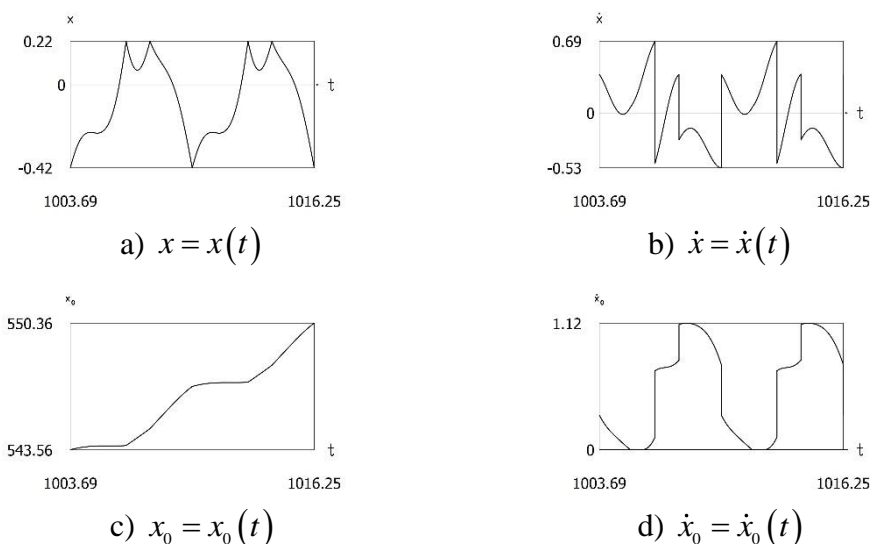 x
ẋ
0.22
0
-0.42
t
1003.69
1016.25
0.69
0
-0.53
t
1003.69
1016.25
a) x = x(t)
b) ẋ = ẋ(t)
x₀
ẋ₀
550.36
543.56
t
1003.69
1016.25
1.12
0
t
1003.69
1016.25
c) x₀ = x₀(t)
d) ẋ₀ = ẋ₀(t)